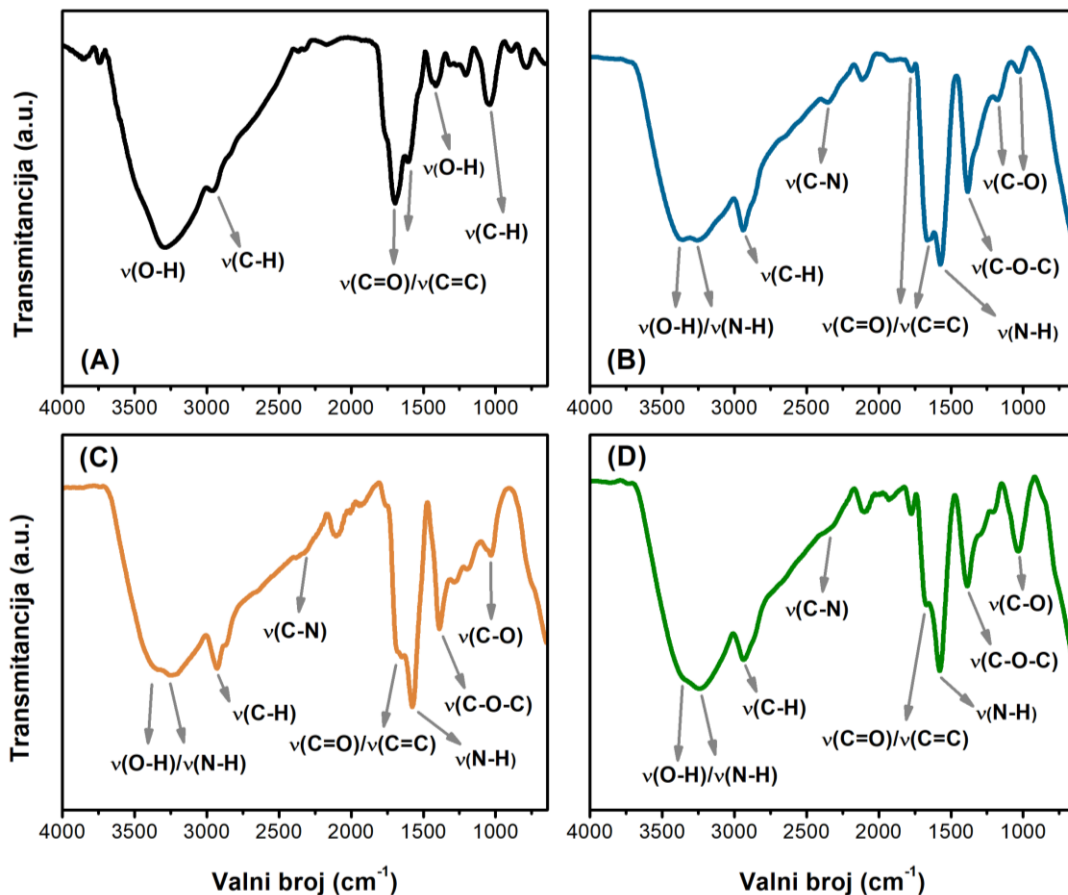 Transmitancija (a.u.)
ν(O-H)
ν(C-H)
ν(O-H)
ν(C-H)
ν(C=O)/ν(C=C)
(A)
4000 3500 3000 2500 2000 1500 1000
ν(C-N)
ν(C-O)
ν(C-H)
ν(C-O-C)
ν(O-H)/ν(N-H)
ν(C=O)/ν(C=C)
ν(N-H)
(B)
4000 3500 3000 2500 2000 1500 1000
Transmitancija (a.u.)
(C)
ν(C-N)
ν(C-O)
ν(C-H)
ν(C-O-C)
ν(O-H)/ν(N-H)
ν(C=O)/ν(C=C)
ν(N-H)
4000 3500 3000 2500 2000 1500 1000
Valni broj (cm⁻¹)
(D)
ν(C-N)
ν(C-O)
ν(C-O-C)
ν(C-H)
ν(N-H)
ν(C=O)/ν(C=C)
ν(O-H)/ν(N-H)
4000 3500 3000 2500 2000 1500 1000
Valni broj (cm⁻¹)